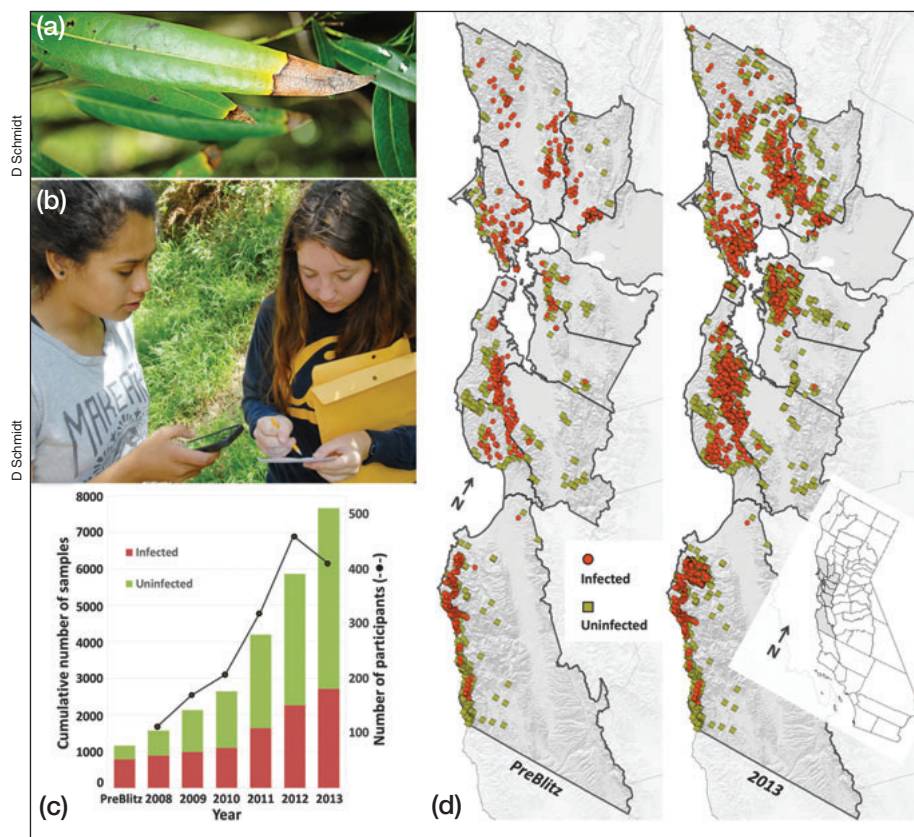 (a)
D Schmidt
(b)
MAKER
D Schmidt
(c)
8000
7000
6000
5000
4000
3000
2000
1000
0
Cumulative number of samples
Infected
Uninfected
500
400
300
200
100
Number of participants (-●-)
PreBlitz 2008 2009 2010 2011 2012 2013
Year
(d)
N
PreBlitz
Infected
Uninfected
N
2013